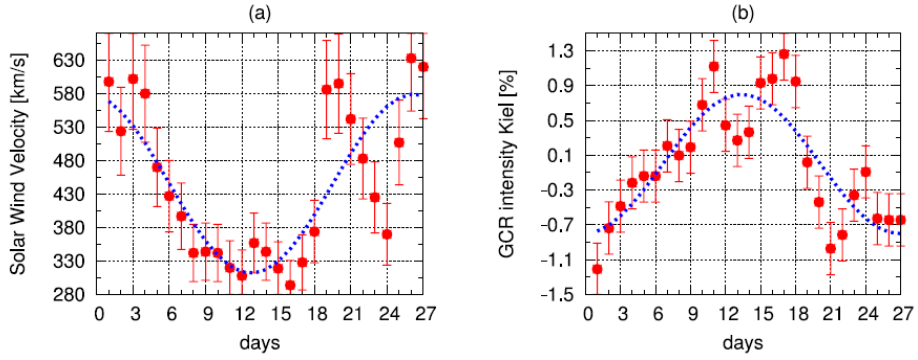 (a)
Solar Wind Velocity [km/s]
630
580
530
480
430
380
330
280
0 3 6 9 12 15 18 21 24 27
days
(b)
GCR intensity Kiel [%]
1.3
0.9
0.5
0.1
-0.3
-0.7
-1.1
-1.5
0 3 6 9 12 15 18 21 24 27
days